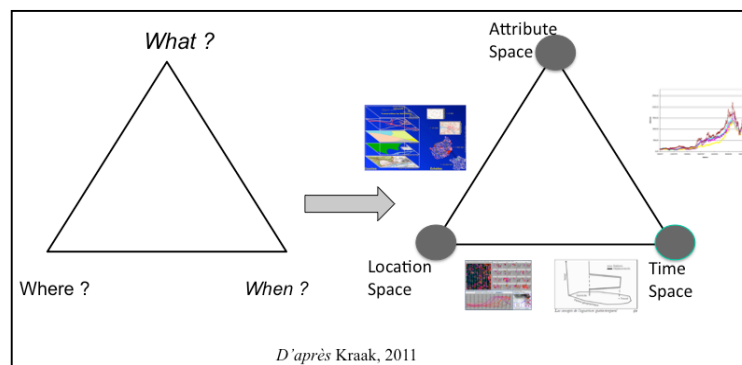 What ?
Where ?
When ?
Attribute
Space
Location
Space
Time
Space
D'après Kraak, 2011